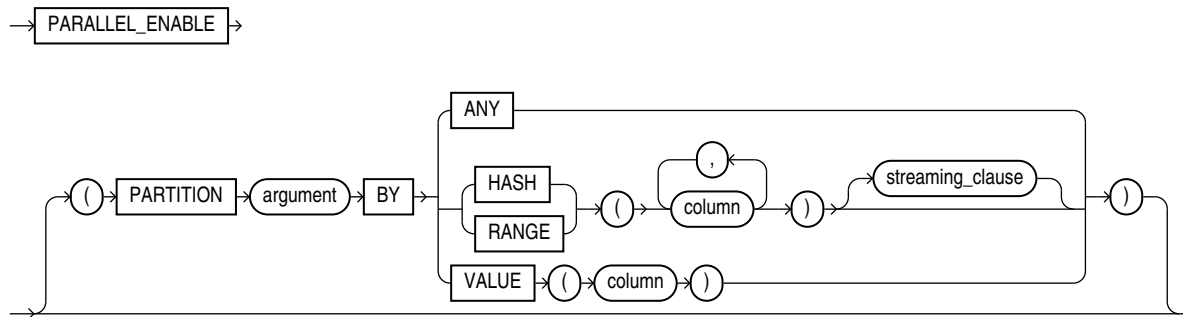 PARALLEL_ENABLE
ANY
,
HASH
streaming_clause
( PARTITION argument BY ( column ) )
RANGE
VALUE ( column )